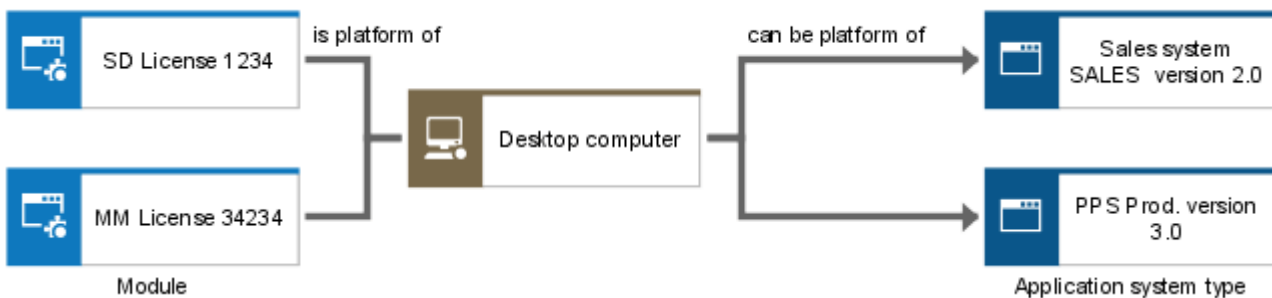 SD License 1234
is platform of
can be platform of
Sales system
SALES version 2.0
Desktop computer
MM License 34234
PPS Prod. version
3.0
Module
Application system type